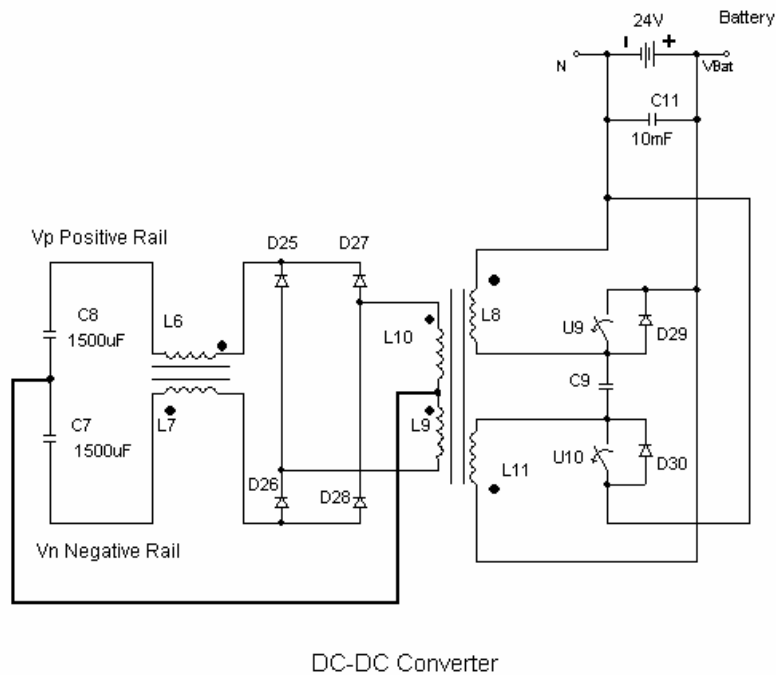 24V
Battery
-
+
N
VBat
C11
10mF
Vp Positive Rail
D25
D27
C8
1500uF
L6
L10
L8
U9
D29
C9
C7
1500uF
L7
L9
D26
D28
L11
U10
D30
Vn Negative Rail
DC-DC Converter